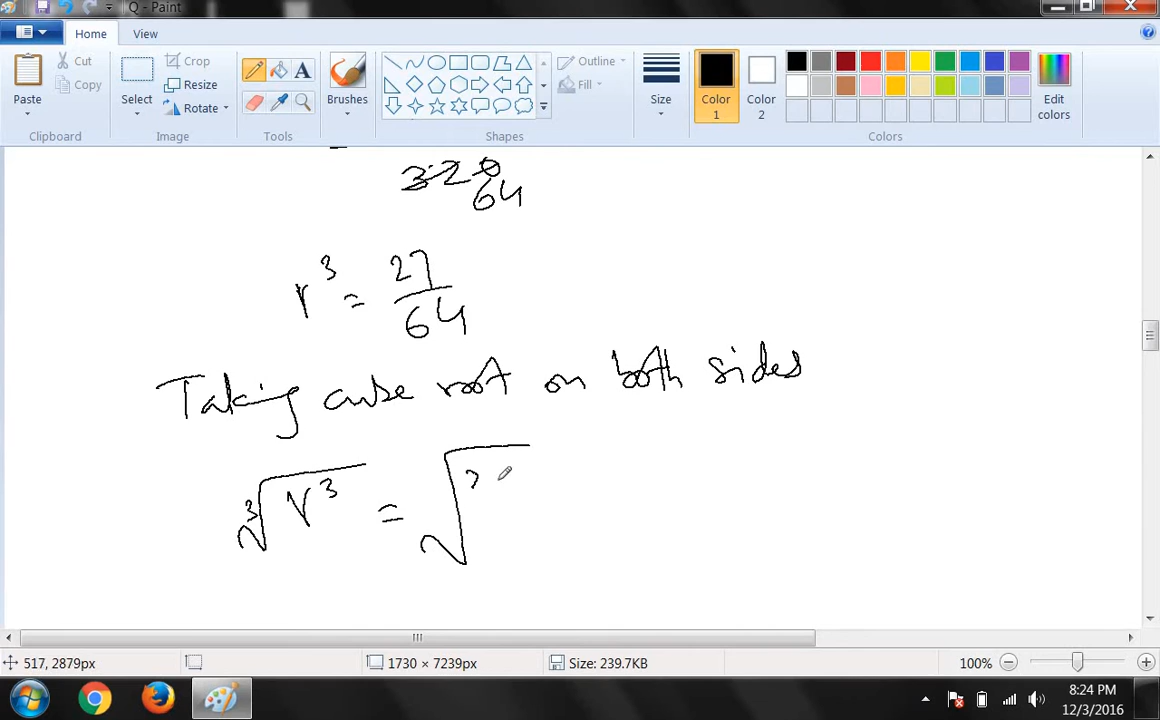 Q - Paint
Home View
Paste
Cut
Copy
Clipboard
Select
Crop
Resize
Rotate
Image
A
Tools
Brushes
Outline
Fill
Shapes
Size
Color 1
Color 2
Edit colors
Colors
320
64
r³ = 27/64
Taking cube root on both sides
³√r³ = √
517, 2879px
1730 × 7239px
Size: 239.7KB
100%
8:24 PM
12/3/2016